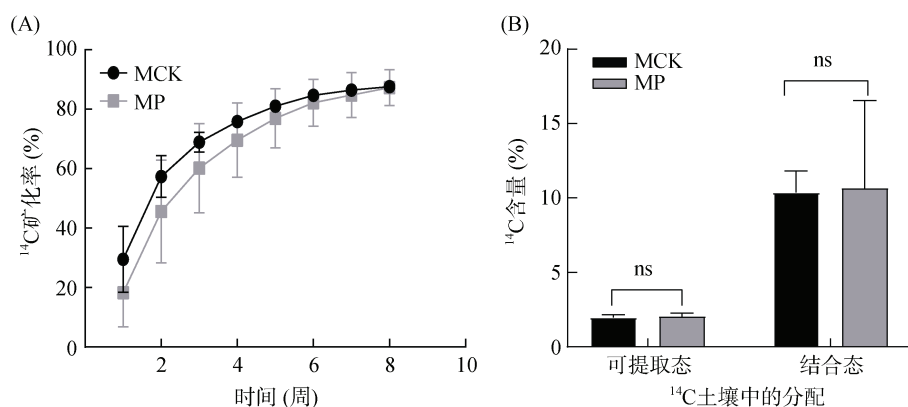 (A)
100
80
60
40
20
0
¹⁴C矿化率 (%)
MCK
MP
2
4
6
8
10
时间 (周)
(B)
20
15
10
5
0
¹⁴C含量 (%)
MCK
MP
ns
ns
可提取态
结合态
¹⁴C土壤中的分配